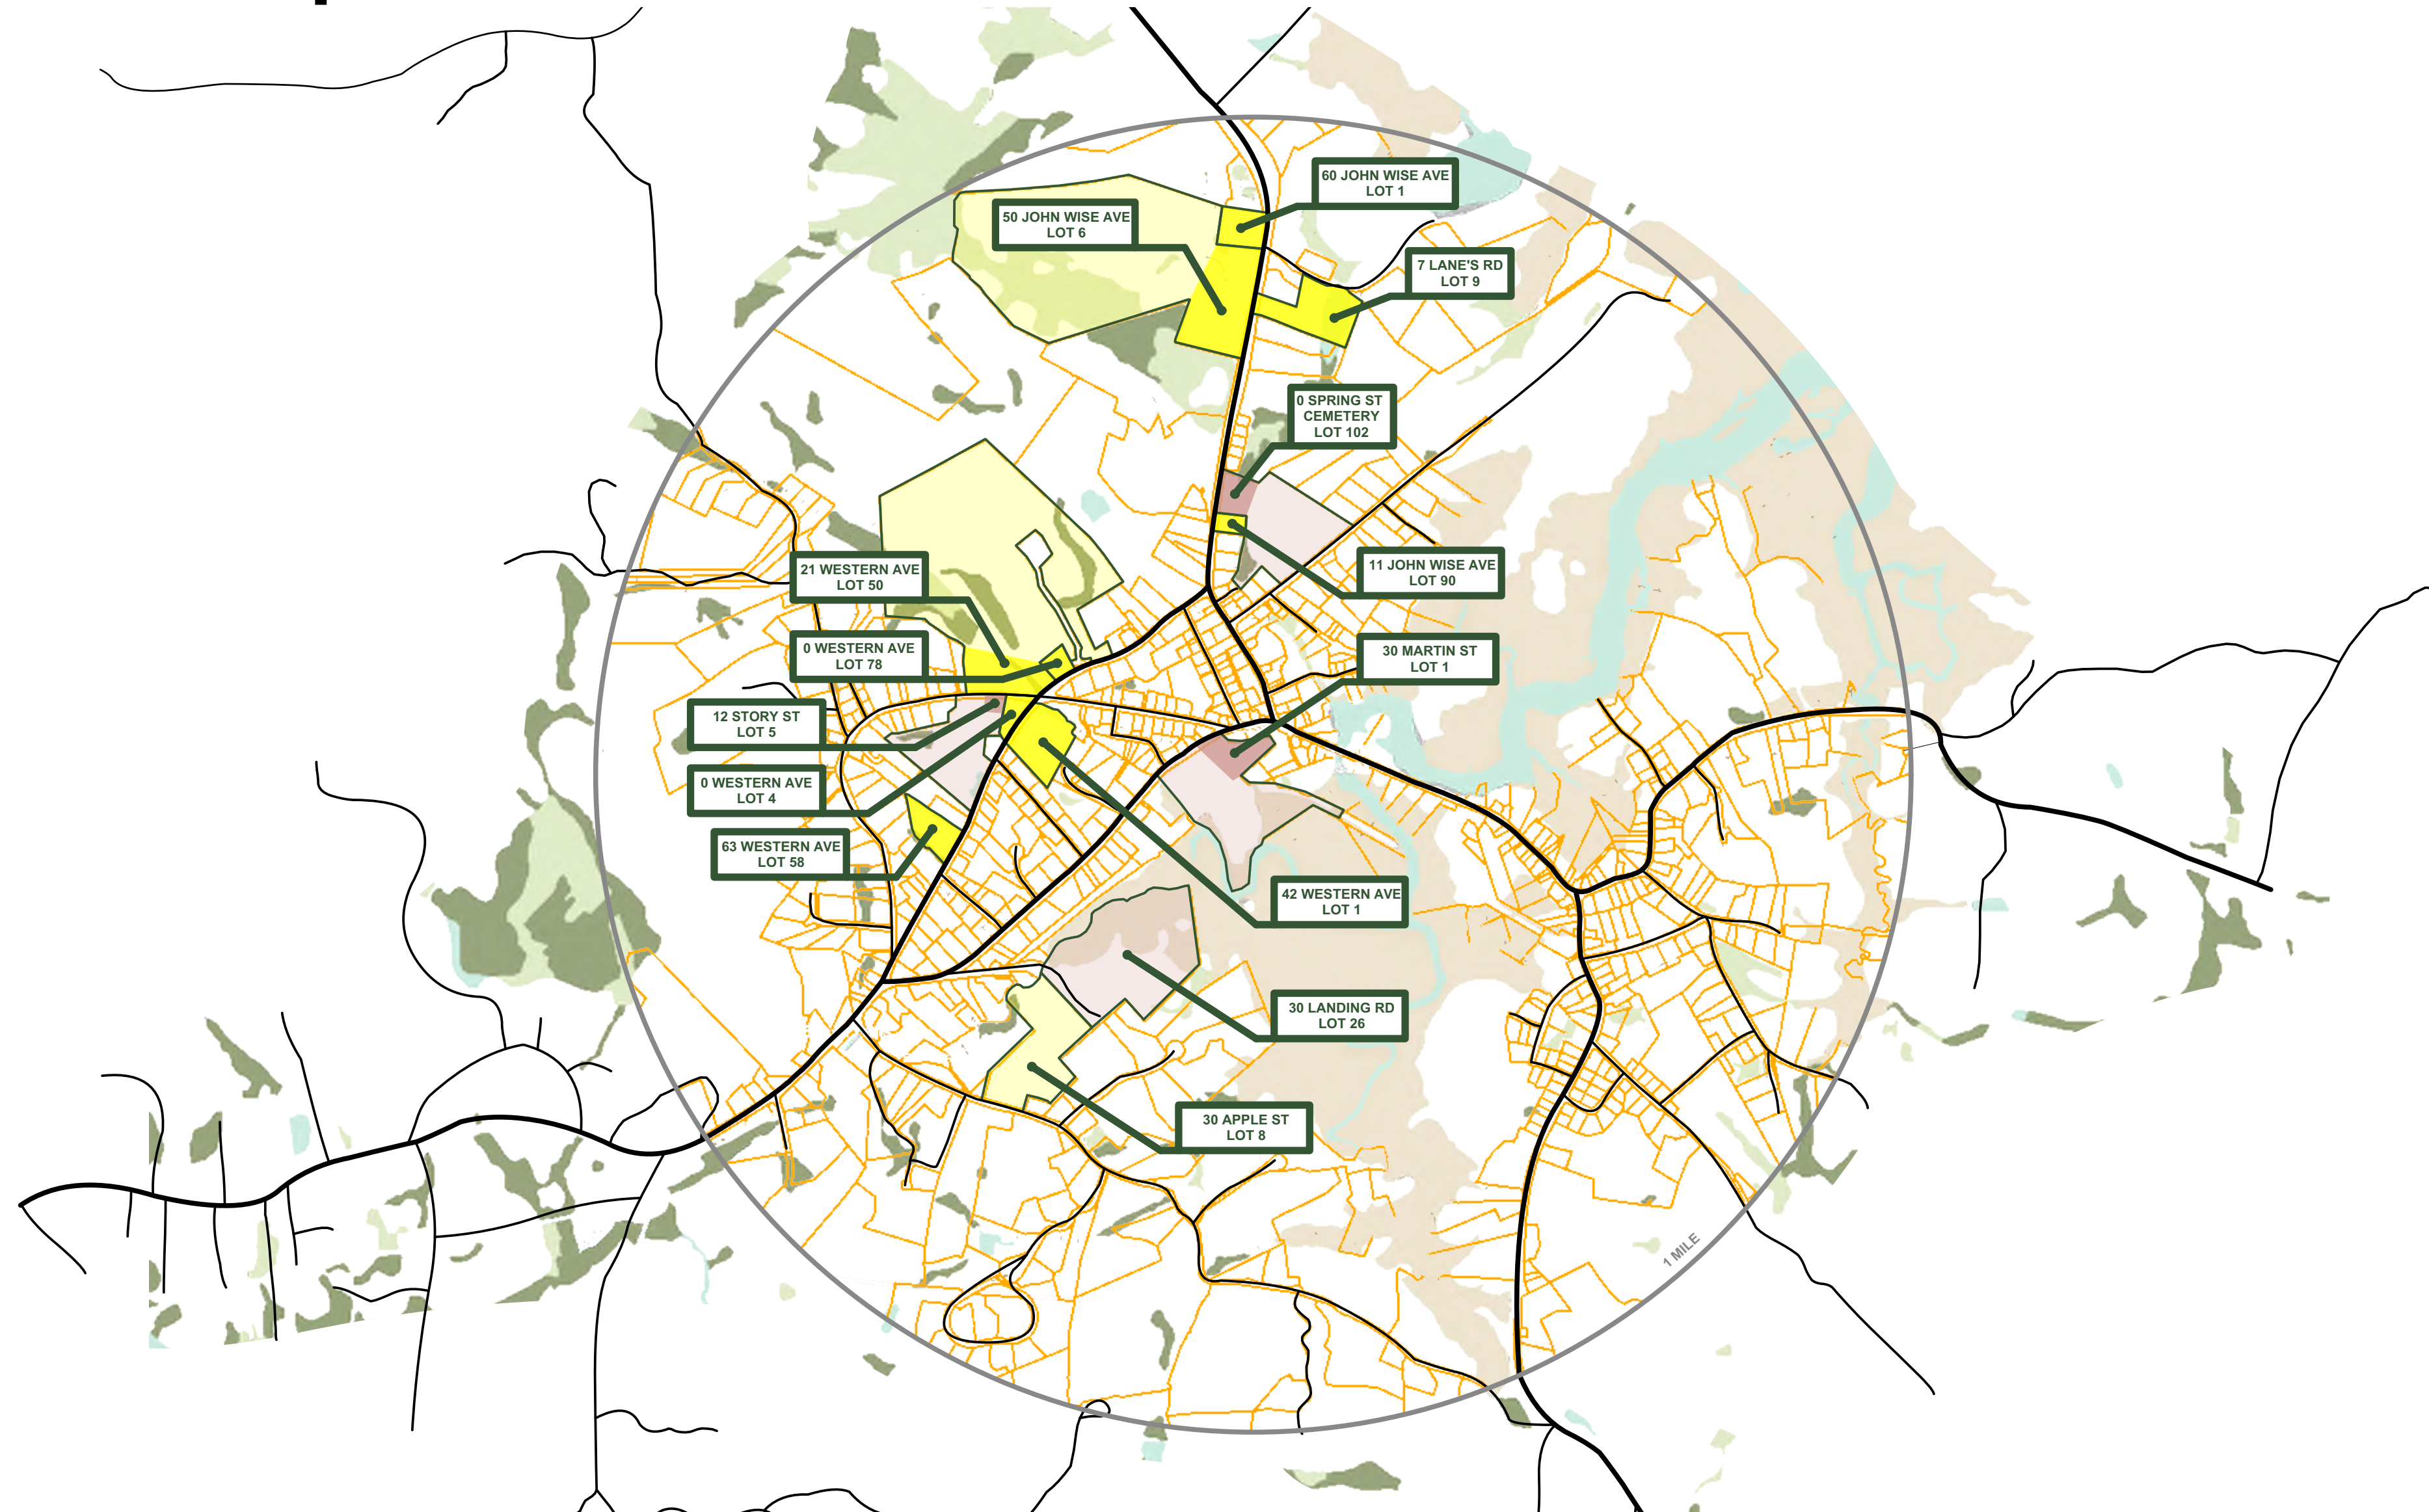 60 JOHN WISE AVE
LOT 1
50 JOHN WISE AVE
LOT 6
7 LANE'S RD
LOT 9
0 SPRING ST
CEMETERY
LOT 102
21 WESTERN AVE
LOT 50
11 JOHN WISE AVE
LOT 90
0 WESTERN AVE
LOT 78
30 MARTIN ST
LOT 1
12 STORY ST
LOT 5
0 WESTERN AVE
LOT 4
63 WESTERN AVE
LOT 58
42 WESTERN AVE
LOT 1
30 LANDING RD
LOT 26
30 APPLE ST
LOT 8
1 MILE